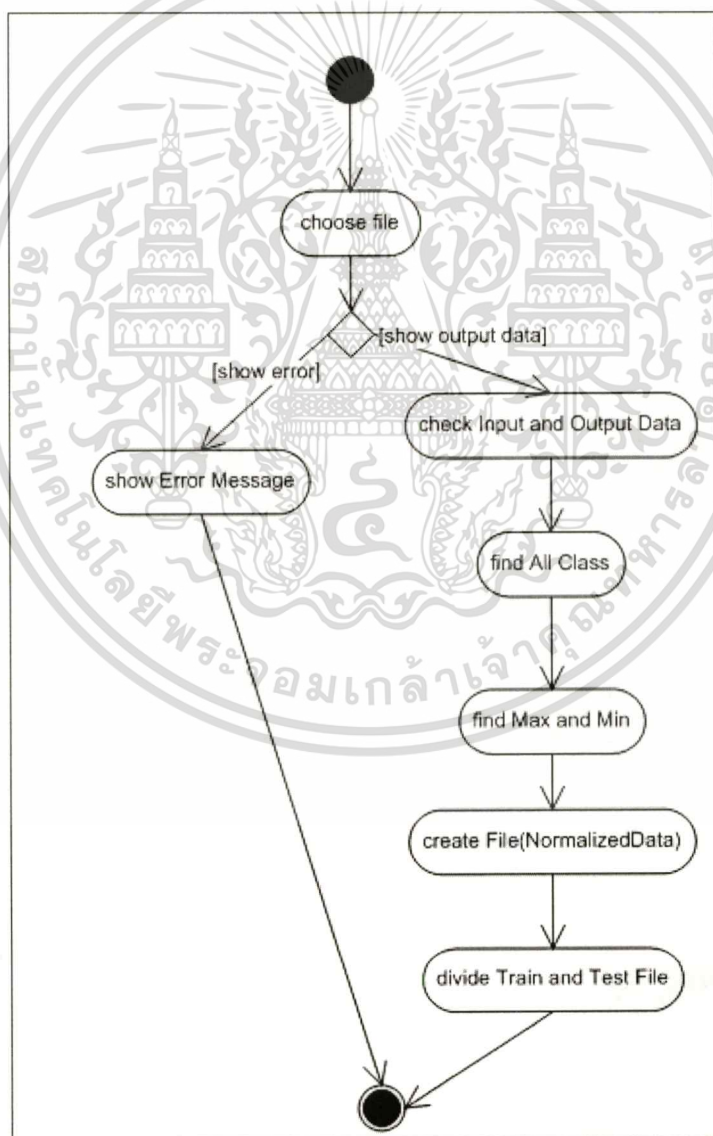 choose file
[show output data]
[show error]
check Input and Output Data
show Error Message
find All Class
find Max and Min
create File(NormalizedData)
divide Train and Test File